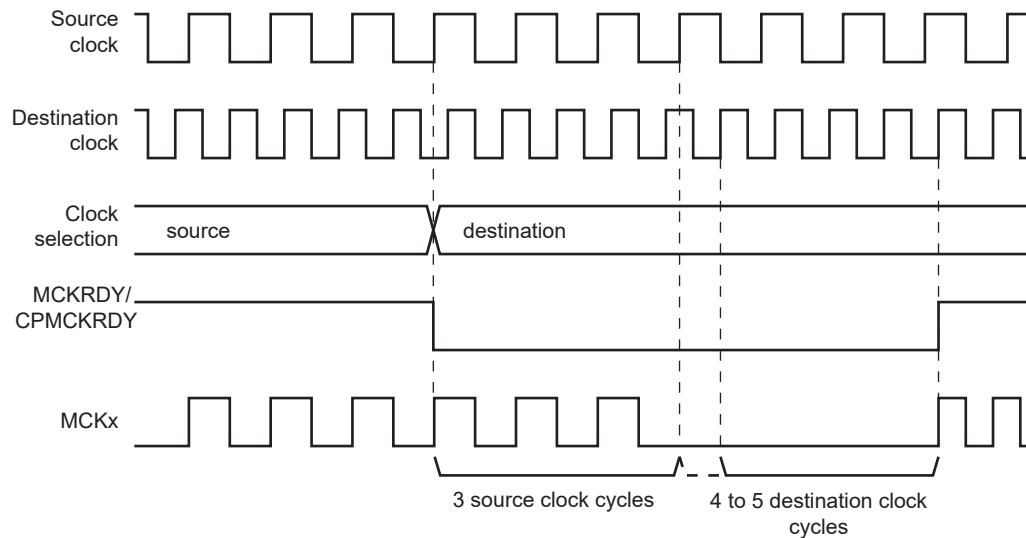 Source
clock
Destination
clock
Clock
selection
source
destination
MCKRDY/
CPMCKRDY
MCKx
3 source clock cycles
4 to 5 destination clock
cycles